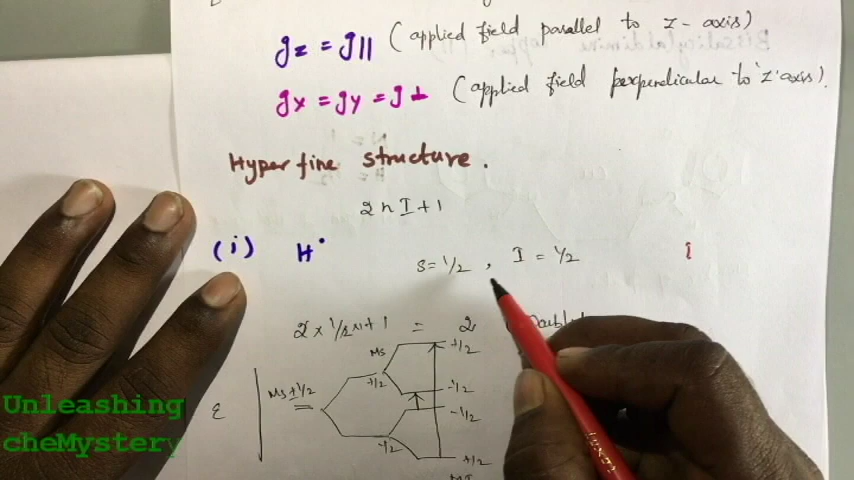 gz = g|| (applied field parallel to z-axis)
gx = gy = g⊥ (applied field perpendicular to 'z' axis).
Hyperfine structure.
2nI+1
(i) H• S=1/2, I = 1/2
2 x 1/2 x 1 + 1 = 2
Ms +1/2
+1/2 -1/2
Ms ±1/2 -1/2
E -1/2 +1/2
Unleashing
cheMystery